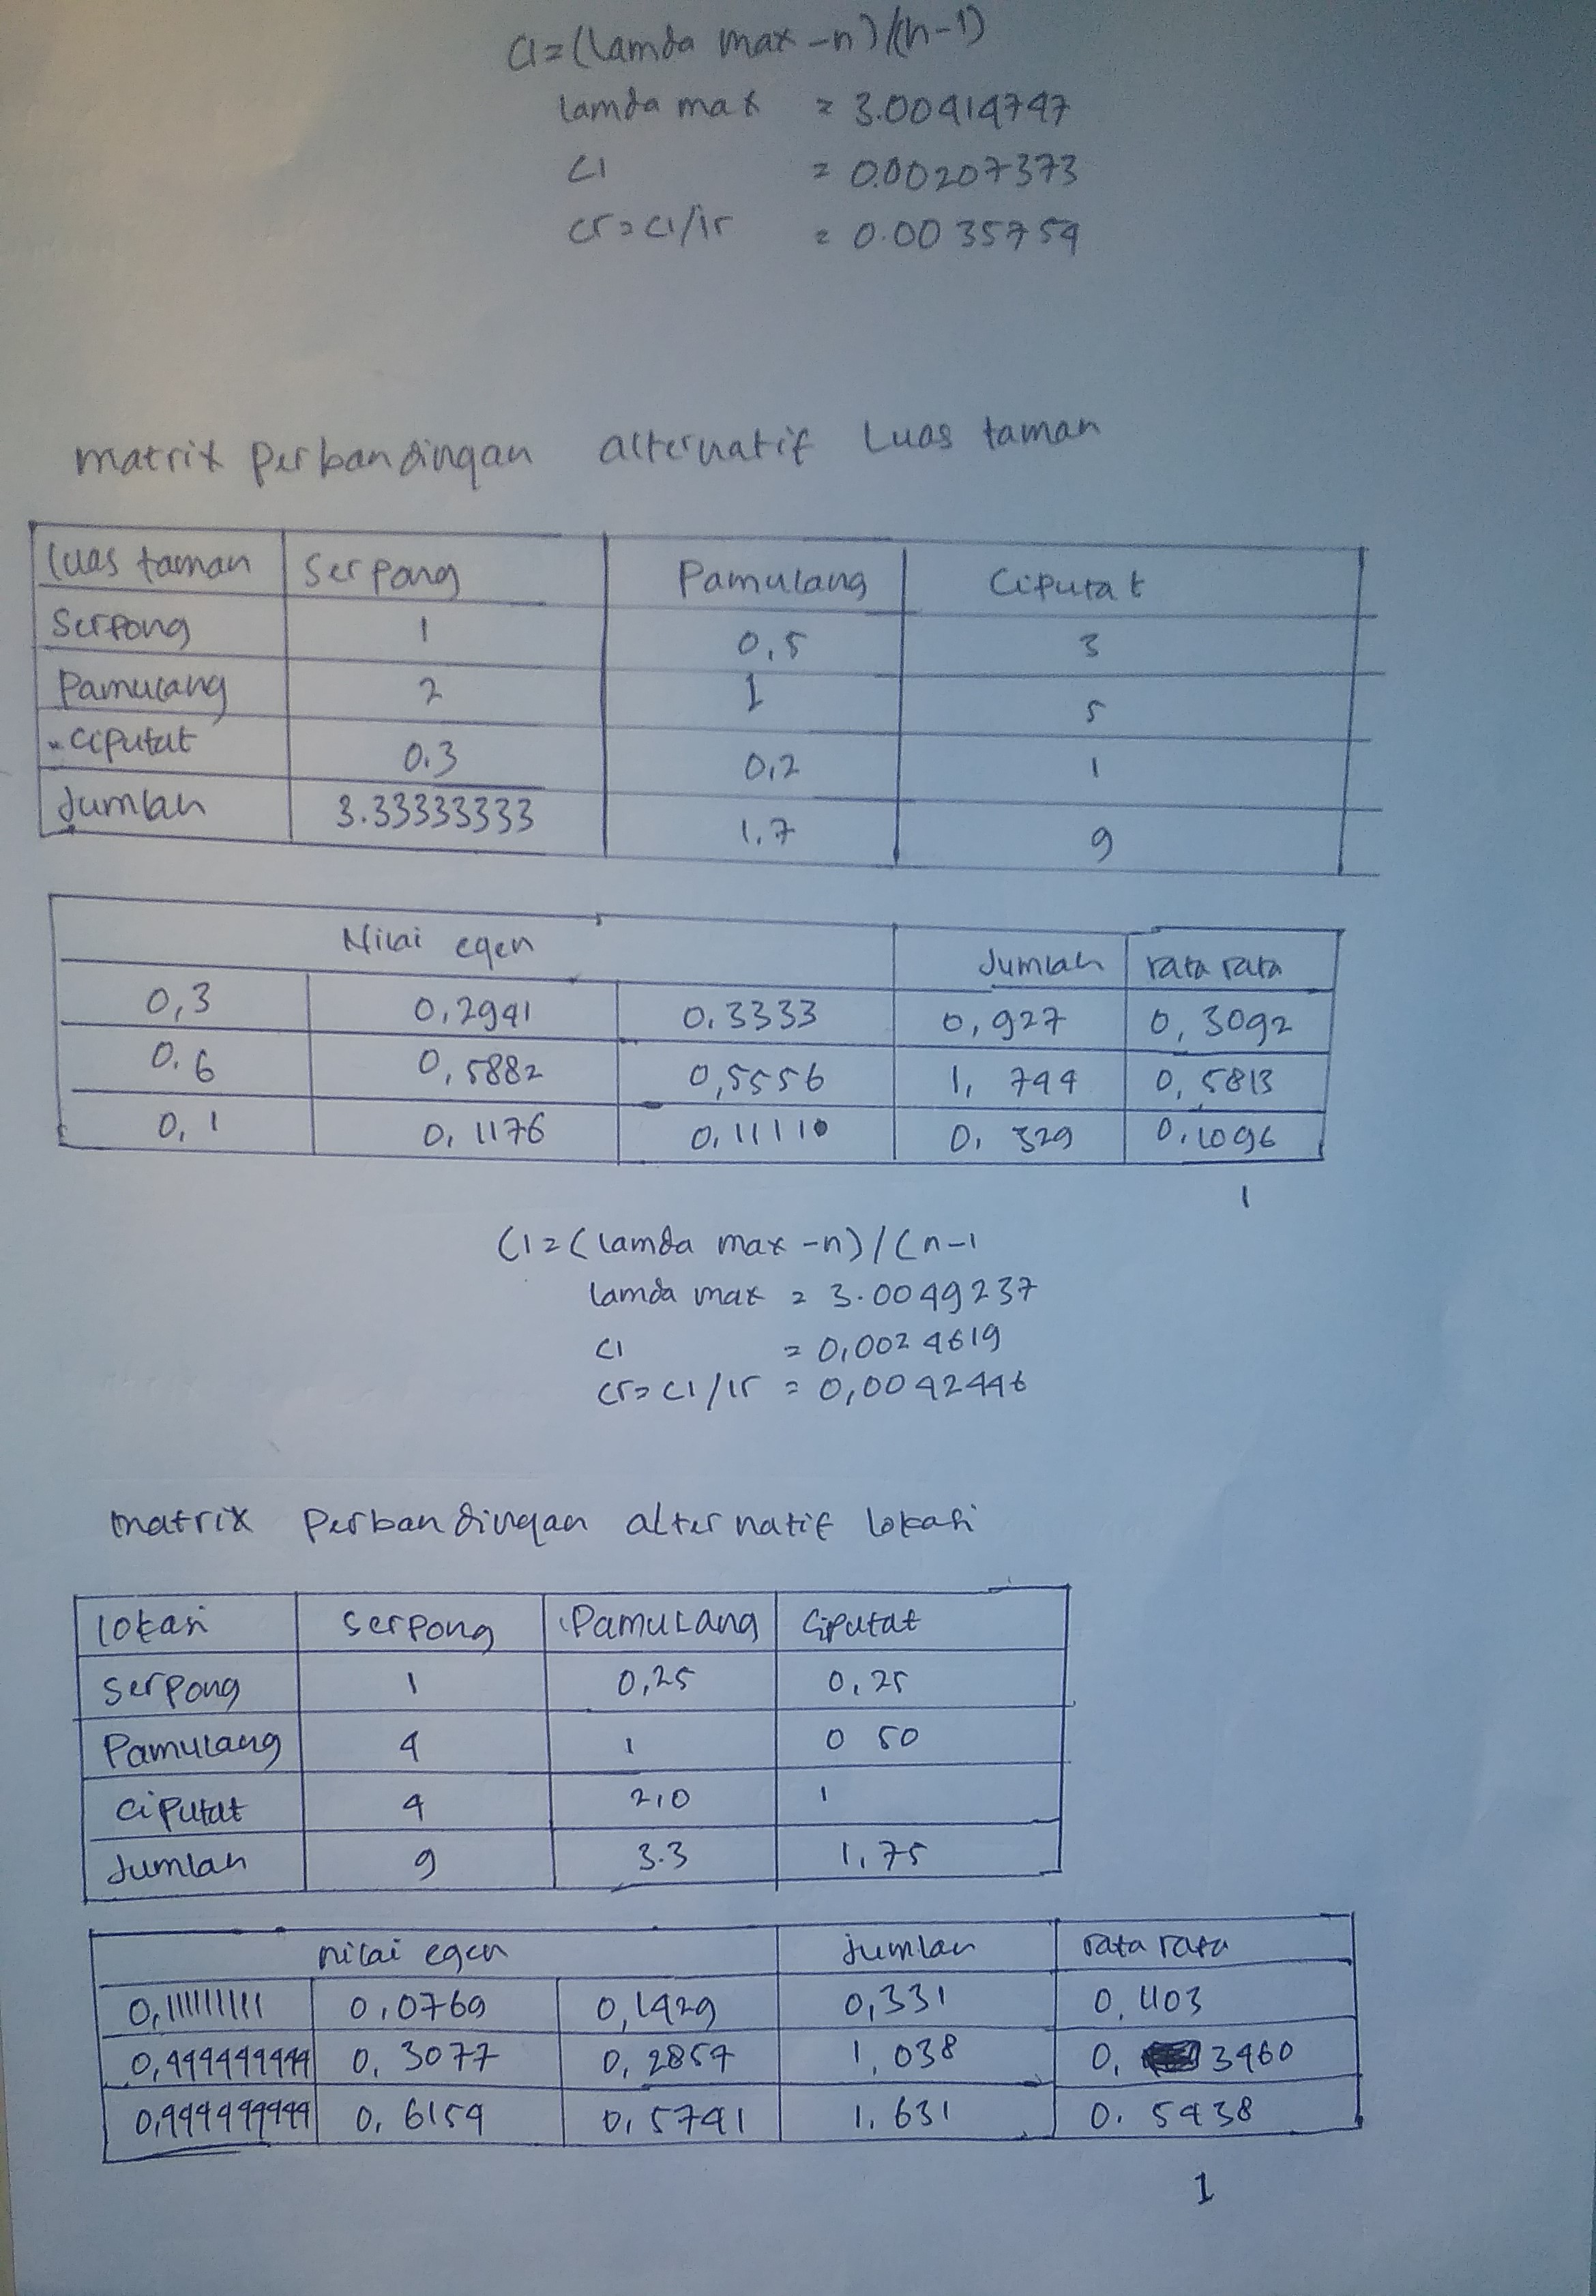 CI=(lamda max-n)/(n-1)
lamda max = 3.00414747
CI = 0.00207373
cr=ci/ir = 0.0035754
matrix perbandingan alternatif Luas taman
luas taman Serpong Pamulang Ciputat
Serpong 1 0,5 3
Pamulang 2 1 5
Ciputat 0.3 0,2 1
Jumlah 3.33333333 1,7 9
Nilai egen Jumlah rata rata
0,3 0,2941 0.3333 0,927 0,3092
0.6 0,5882 0,5556 1,744 0,5813
0,1 0,1176 0,11110 0,329 0,1096
1
CI=(lamda max-n)/(n-1
lamda max = 3.0049237
CI = 0,0024619
cr=ci/ir = 0,0042446
matrix Perbandingan alternatif lokasi
lokasi Serpong Pamulang Ciputat
Serpong 1 0,25 0,25
Pamulang 4 1 0 50
Ciputat 4 2,0 1
Jumlah 9 3.3 1,75
nilai egen jumlah rata rata
0,111111111 0,0769 0,1429 0,331 0,1103
0,444444444 0,3077 0,2857 1,038 0,3460
0,444444444 0,6154 0,5741 1.631 0.5438
1